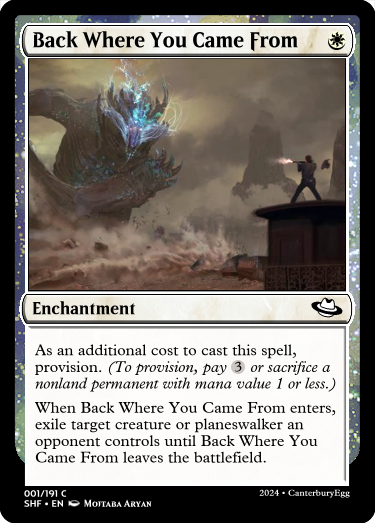 Back Where You Came From
Enchantment
As an additional cost to cast this spell,
provision. (To provision, pay 3 or sacrifice a
nonland permanent with mana value 1 or less.)
When Back Where You Came From enters,
exile target creature or planeswalker an
opponent controls until Back Where You
Came From leaves the battlefield.
001/191 C
SHF • EN Mojtaba Aryan
2024 • CanterburyEgg